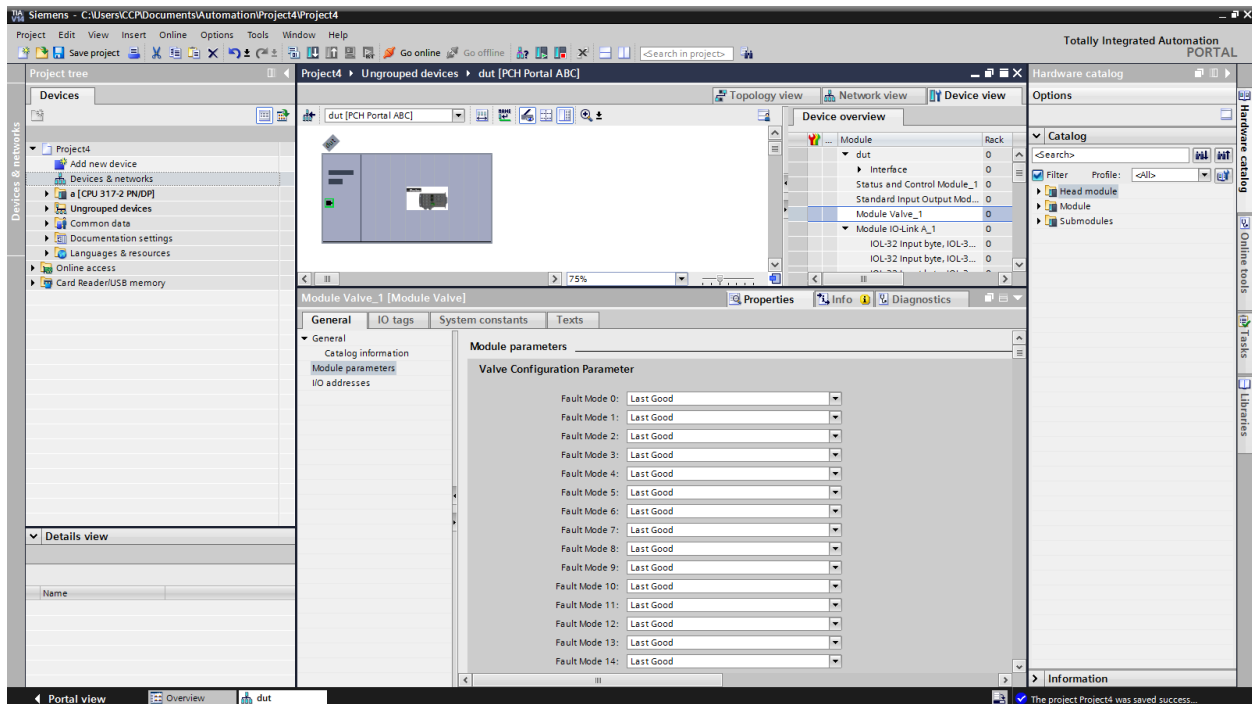 TIA V14 Siemens - C:\Users\CCP\Documents\Automation\Project4\Project4
Project Edit View Insert Online Options Tools Window Help
Save project Go online Go offline <Search in project>
Totally Integrated Automation
PORTAL
Project tree
Devices
Devices & networks
Project4
Add new device
Devices & networks
a [CPU 317-2 PN/DP]
Ungrouped devices
Common data
Documentation settings
Languages & resources
Online access
Card Reader/USB memory
Details view
Name
Project4 Ungrouped devices dut [PCH Portal ABC]
Topology view Network view Device view
dut [PCH Portal ABC]
75%
Device overview
... Module Rack
dut 0
Interface 0
Status and Control Module_1 0
Standard Input Output Mod... 0
Module Valve_1 0
Module IO-Link A_1 0
IOL-32 Input byte, IOL-3... 0
IOL-32 Input byte, IOL-3... 0
Module Valve_1 [Module Valve]
Properties Info Diagnostics
General IO tags System constants Texts
General
Catalog information
Module parameters
I/O addresses
Module parameters
Valve Configuration Parameter
Fault Mode 0: Last Good
Fault Mode 1: Last Good
Fault Mode 2: Last Good
Fault Mode 3: Last Good
Fault Mode 4: Last Good
Fault Mode 5: Last Good
Fault Mode 6: Last Good
Fault Mode 7: Last Good
Fault Mode 8: Last Good
Fault Mode 9: Last Good
Fault Mode 10: Last Good
Fault Mode 11: Last Good
Fault Mode 12: Last Good
Fault Mode 13: Last Good
Fault Mode 14: Last Good
Hardware catalog
Options
Catalog
<Search>
Filter Profile: <All>
Head module
Module
Submodules
Information
Hardware catalog
Online tools
Tasks
Libraries
Portal view Overview dut
The project Project4 was saved success...